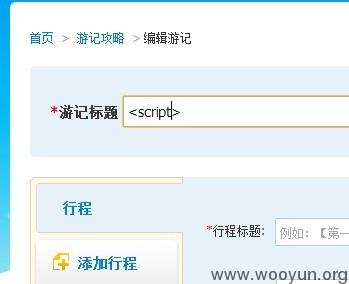 首页 > 游记攻略 > 编辑游记
*游记标题 <script>
行程
*行程标题: 例如:【第一
添加行程
www.wooyun.org